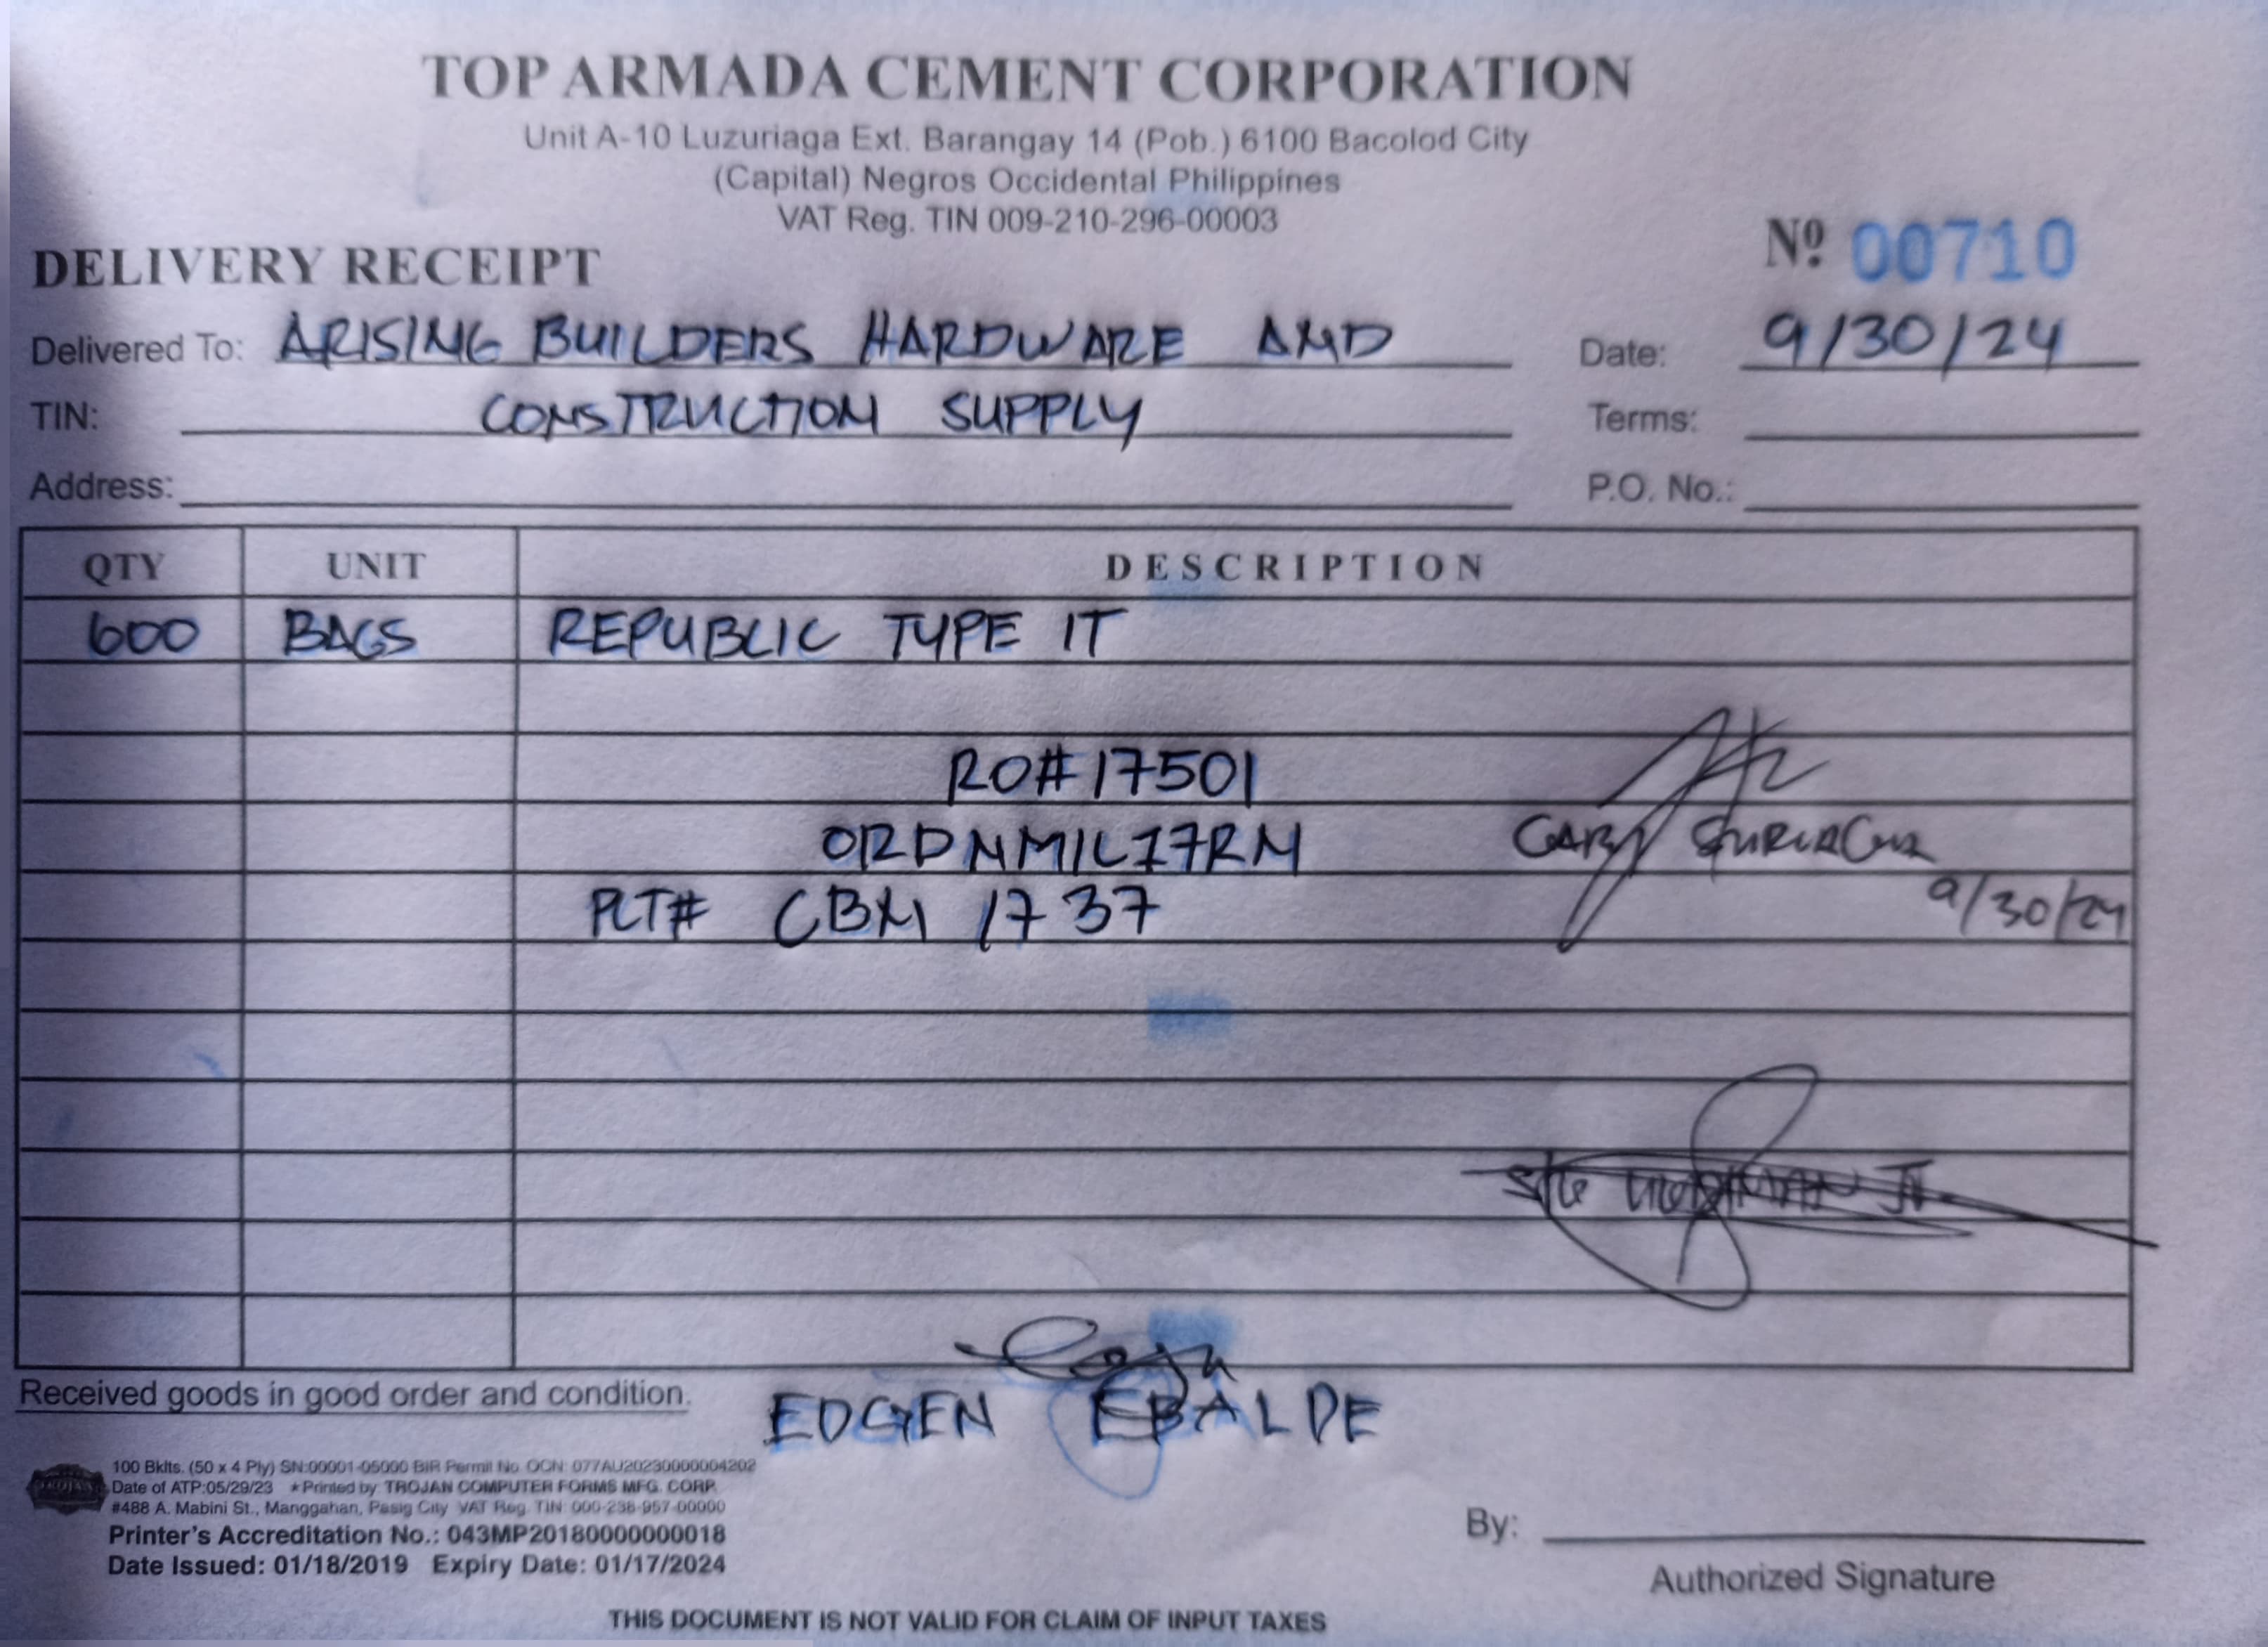 TOP ARMADA CEMENT CORPORATION
Unit A-10 Luzuriaga Ext. Barangay 14 (Pob.) 6100 Bacolod City
(Capital) Negros Occidental Philippines
VAT Reg. TIN 009-210-296-00003
DELIVERY RECEIPT Nº 00710
Delivered To: ARISING BUILDERS HARDWARE AND Date: 9/30/24
TIN: CONSTRUCTION SUPPLY Terms:
Address: P.O. No.:
QTY UNIT DESCRIPTION
600 BAGS REPUBLIC TYPE IT
RO# 17501
ORDNMIL17RM GARY
PLT# CBM 1737 9/30/24
Received goods in good order and condition.
EDGEN EBALDE
100 Bklts. (50 x 4 Ply) SN:00001-05000 BIR Permit No. OCN: 077AU20230000004202
Date of ATP:05/29/23 ★Printed by: TROJAN COMPUTER FORMS MFG. CORP.
#488 A. Mabini St., Manggahan, Pasig City VAT Reg. TIN: 000-238-957-00000
Printer's Accreditation No.: 043MP20180000000018
Date Issued: 01/18/2019 Expiry Date: 01/17/2024
By:
Authorized Signature
THIS DOCUMENT IS NOT VALID FOR CLAIM OF INPUT TAXES